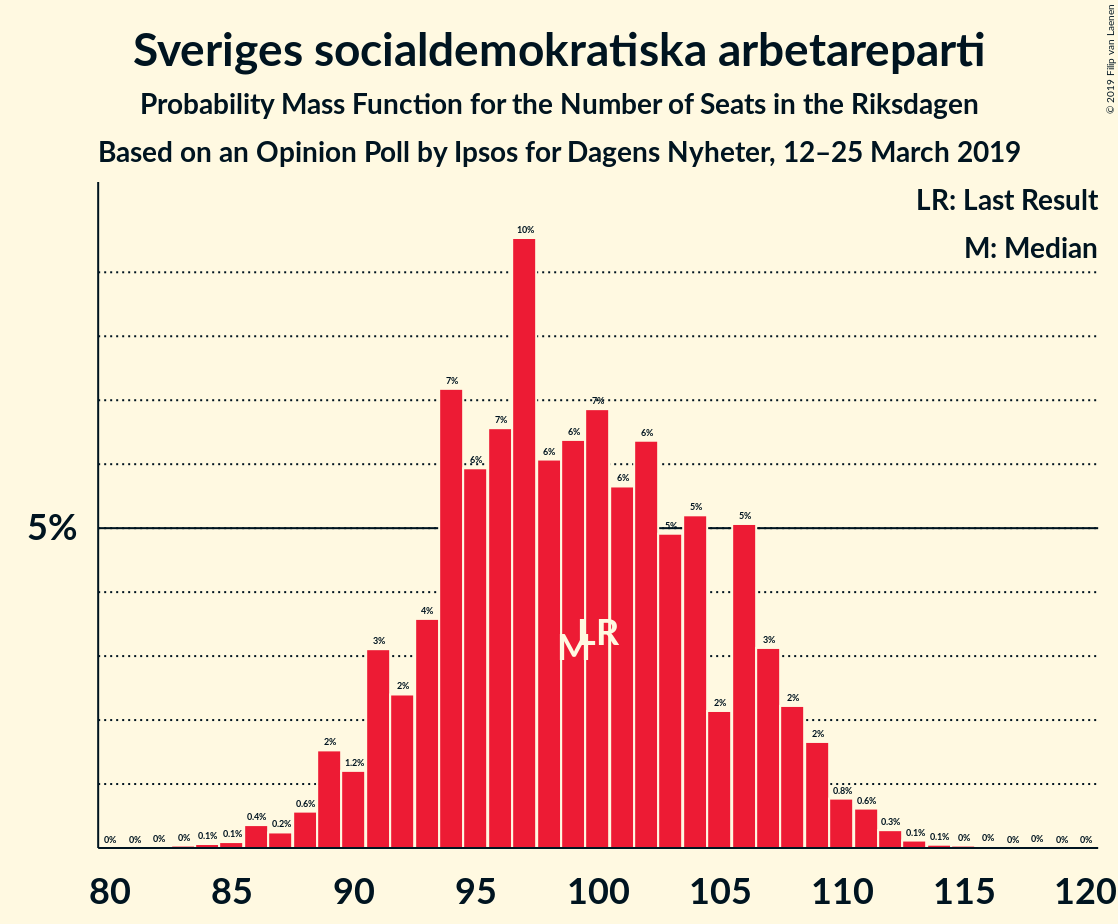 Sveriges socialdemokratiska arbetareparti
Probability Mass Function for the Number of Seats in the Riksdagen
Based on an Opinion Poll by Ipsos for Dagens Nyheter, 12–25 March 2019
© 2019 Filip van Laenen
LR: Last Result
M: Median
5%
0% 0% 0% 0% 0.1% 0.1% 0.4% 0.2% 0.6% 2% 1.2% 3% 2% 4% 7% 6% 7% 10% 6% 6% 7% 6% 6% 5% 5% 2% 5% 3% 2% 2% 0.8% 0.6% 0.3% 0.1% 0.1% 0% 0% 0% 0% 0% 0%
M LR
80 85 90 95 100 105 110 115 120